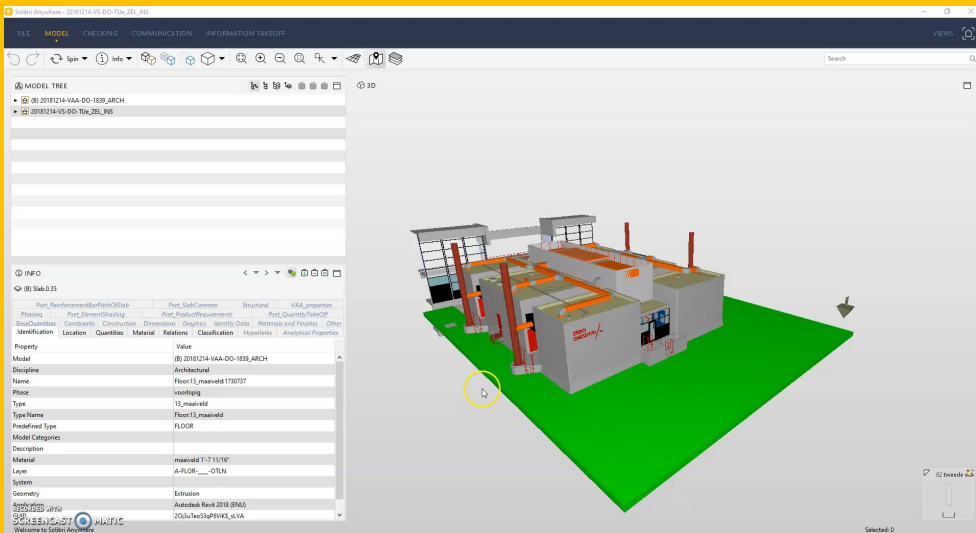 Solibri Anywhere - 20181214-VS-DO-TUe_ZEL_INS
FILE MODEL CHECKING COMMUNICATION INFORMATION TAKEOFF VIEWS
Spin Info Search
MODEL TREE
3D
(B) 20181214-VAA-DO-1839_ARCH
20181214-VS-DO-TUe_ZEL_INS
INFO
(B) Slab.0.35
Pset_ReinforcementBarPitchOfSlab Pset_SlabCommon Structural VAA_properties
Phasing Pset_ElementShading Pset_ProductRequirements Pset_QuantityTakeOff
BaseQuantities Constraints Construction Dimensions Graphics Identity Data Materials and Finishes Other
Identification Location Quantities Material Relations Classification Hyperlinks Analytical Properties
Property Value
Model (B) 20181214-VAA-DO-1839_ARCH
Discipline Architectural
Name Floor:13_maaiveld:1730737
Phase voorlopig
Type 13_maaiveld
Type Name Floor:13_maaiveld
Predefined Type FLOOR
Model Categories
Description
Material maaiveld 1'-7 11/16"
Layer A-FLOR-____-OTLN
System
Geometry Extrusion
Application Autodesk Revit 2018 (ENU)
GUID 2Oj3uTeo53qP8ViKS_sLVA
RECORDED WITH
SCREENCAST-O-MATIC
Welcome to Solibri Anywhere
Selected: 0
ZERO
EMISSION
02 tweede